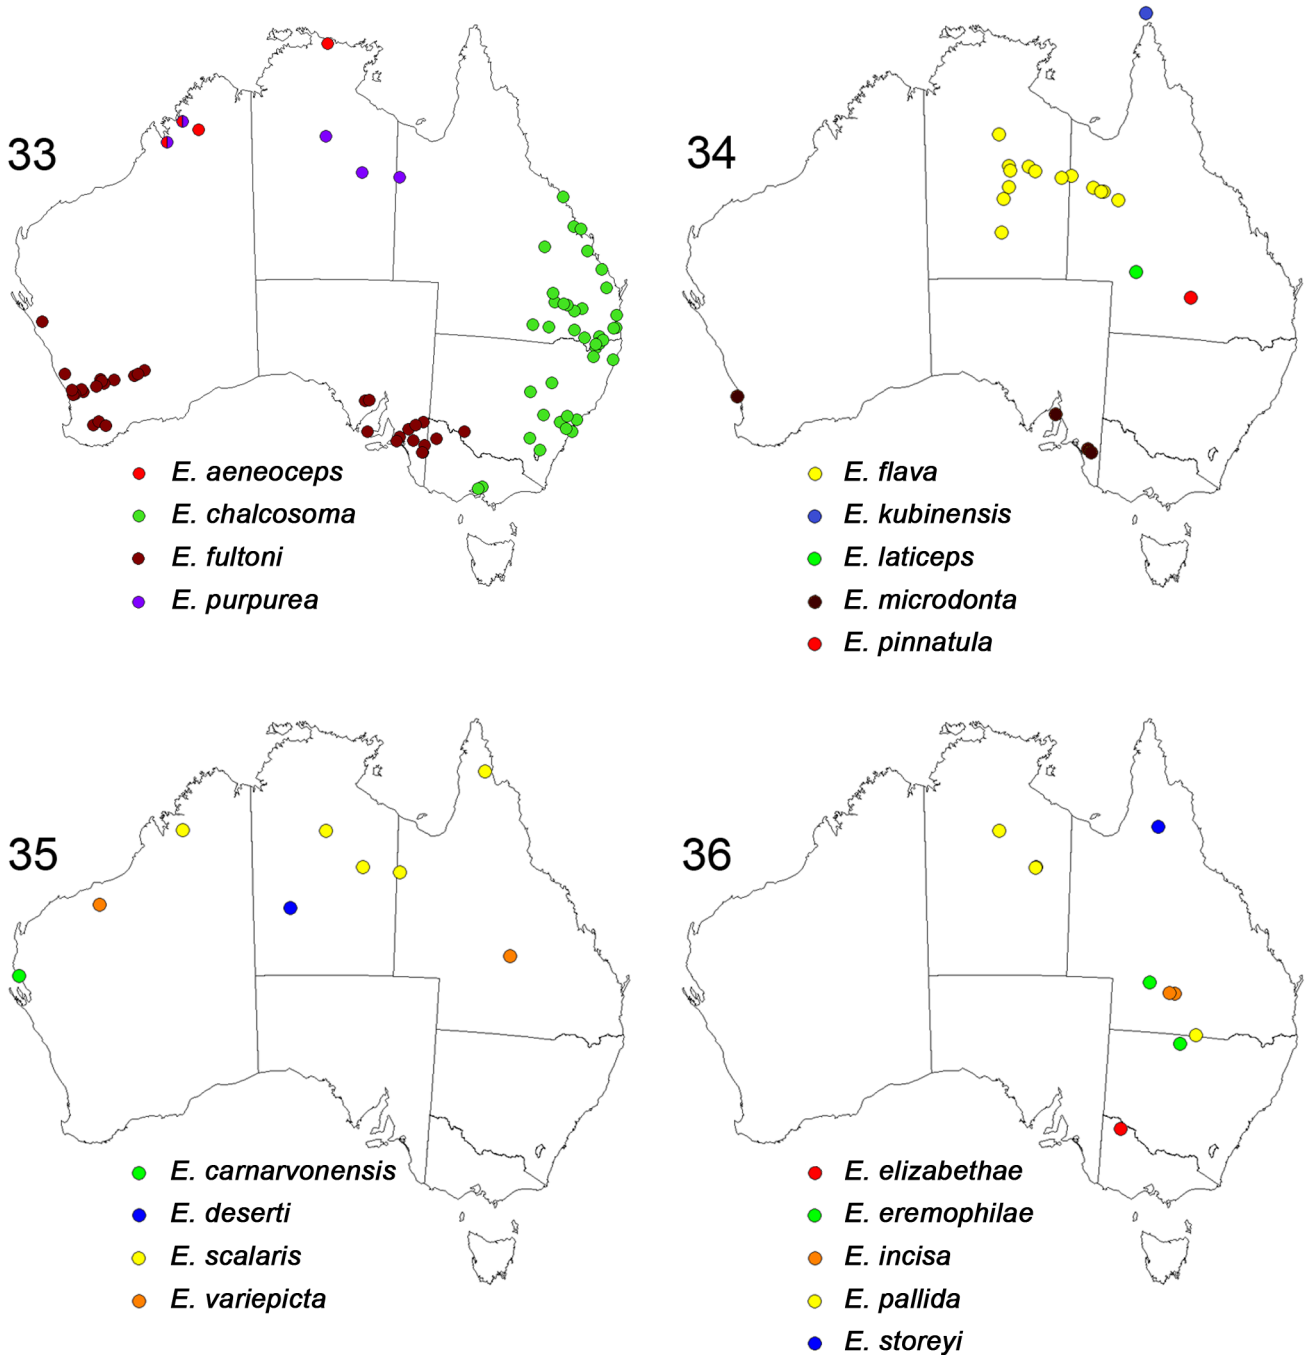 33
E. aeneoceps
E. chalcosoma
E. fultoni
E. purpurea
34
E. flava
E. kubinensis
E. laticeps
E. microdonta
E. pinnatula
35
E. carnarvonensis
E. deserti
E. scalaris
E. variepicta
36
E. elizabethae
E. eremophilae
E. incisa
E. pallida
E. storeyi